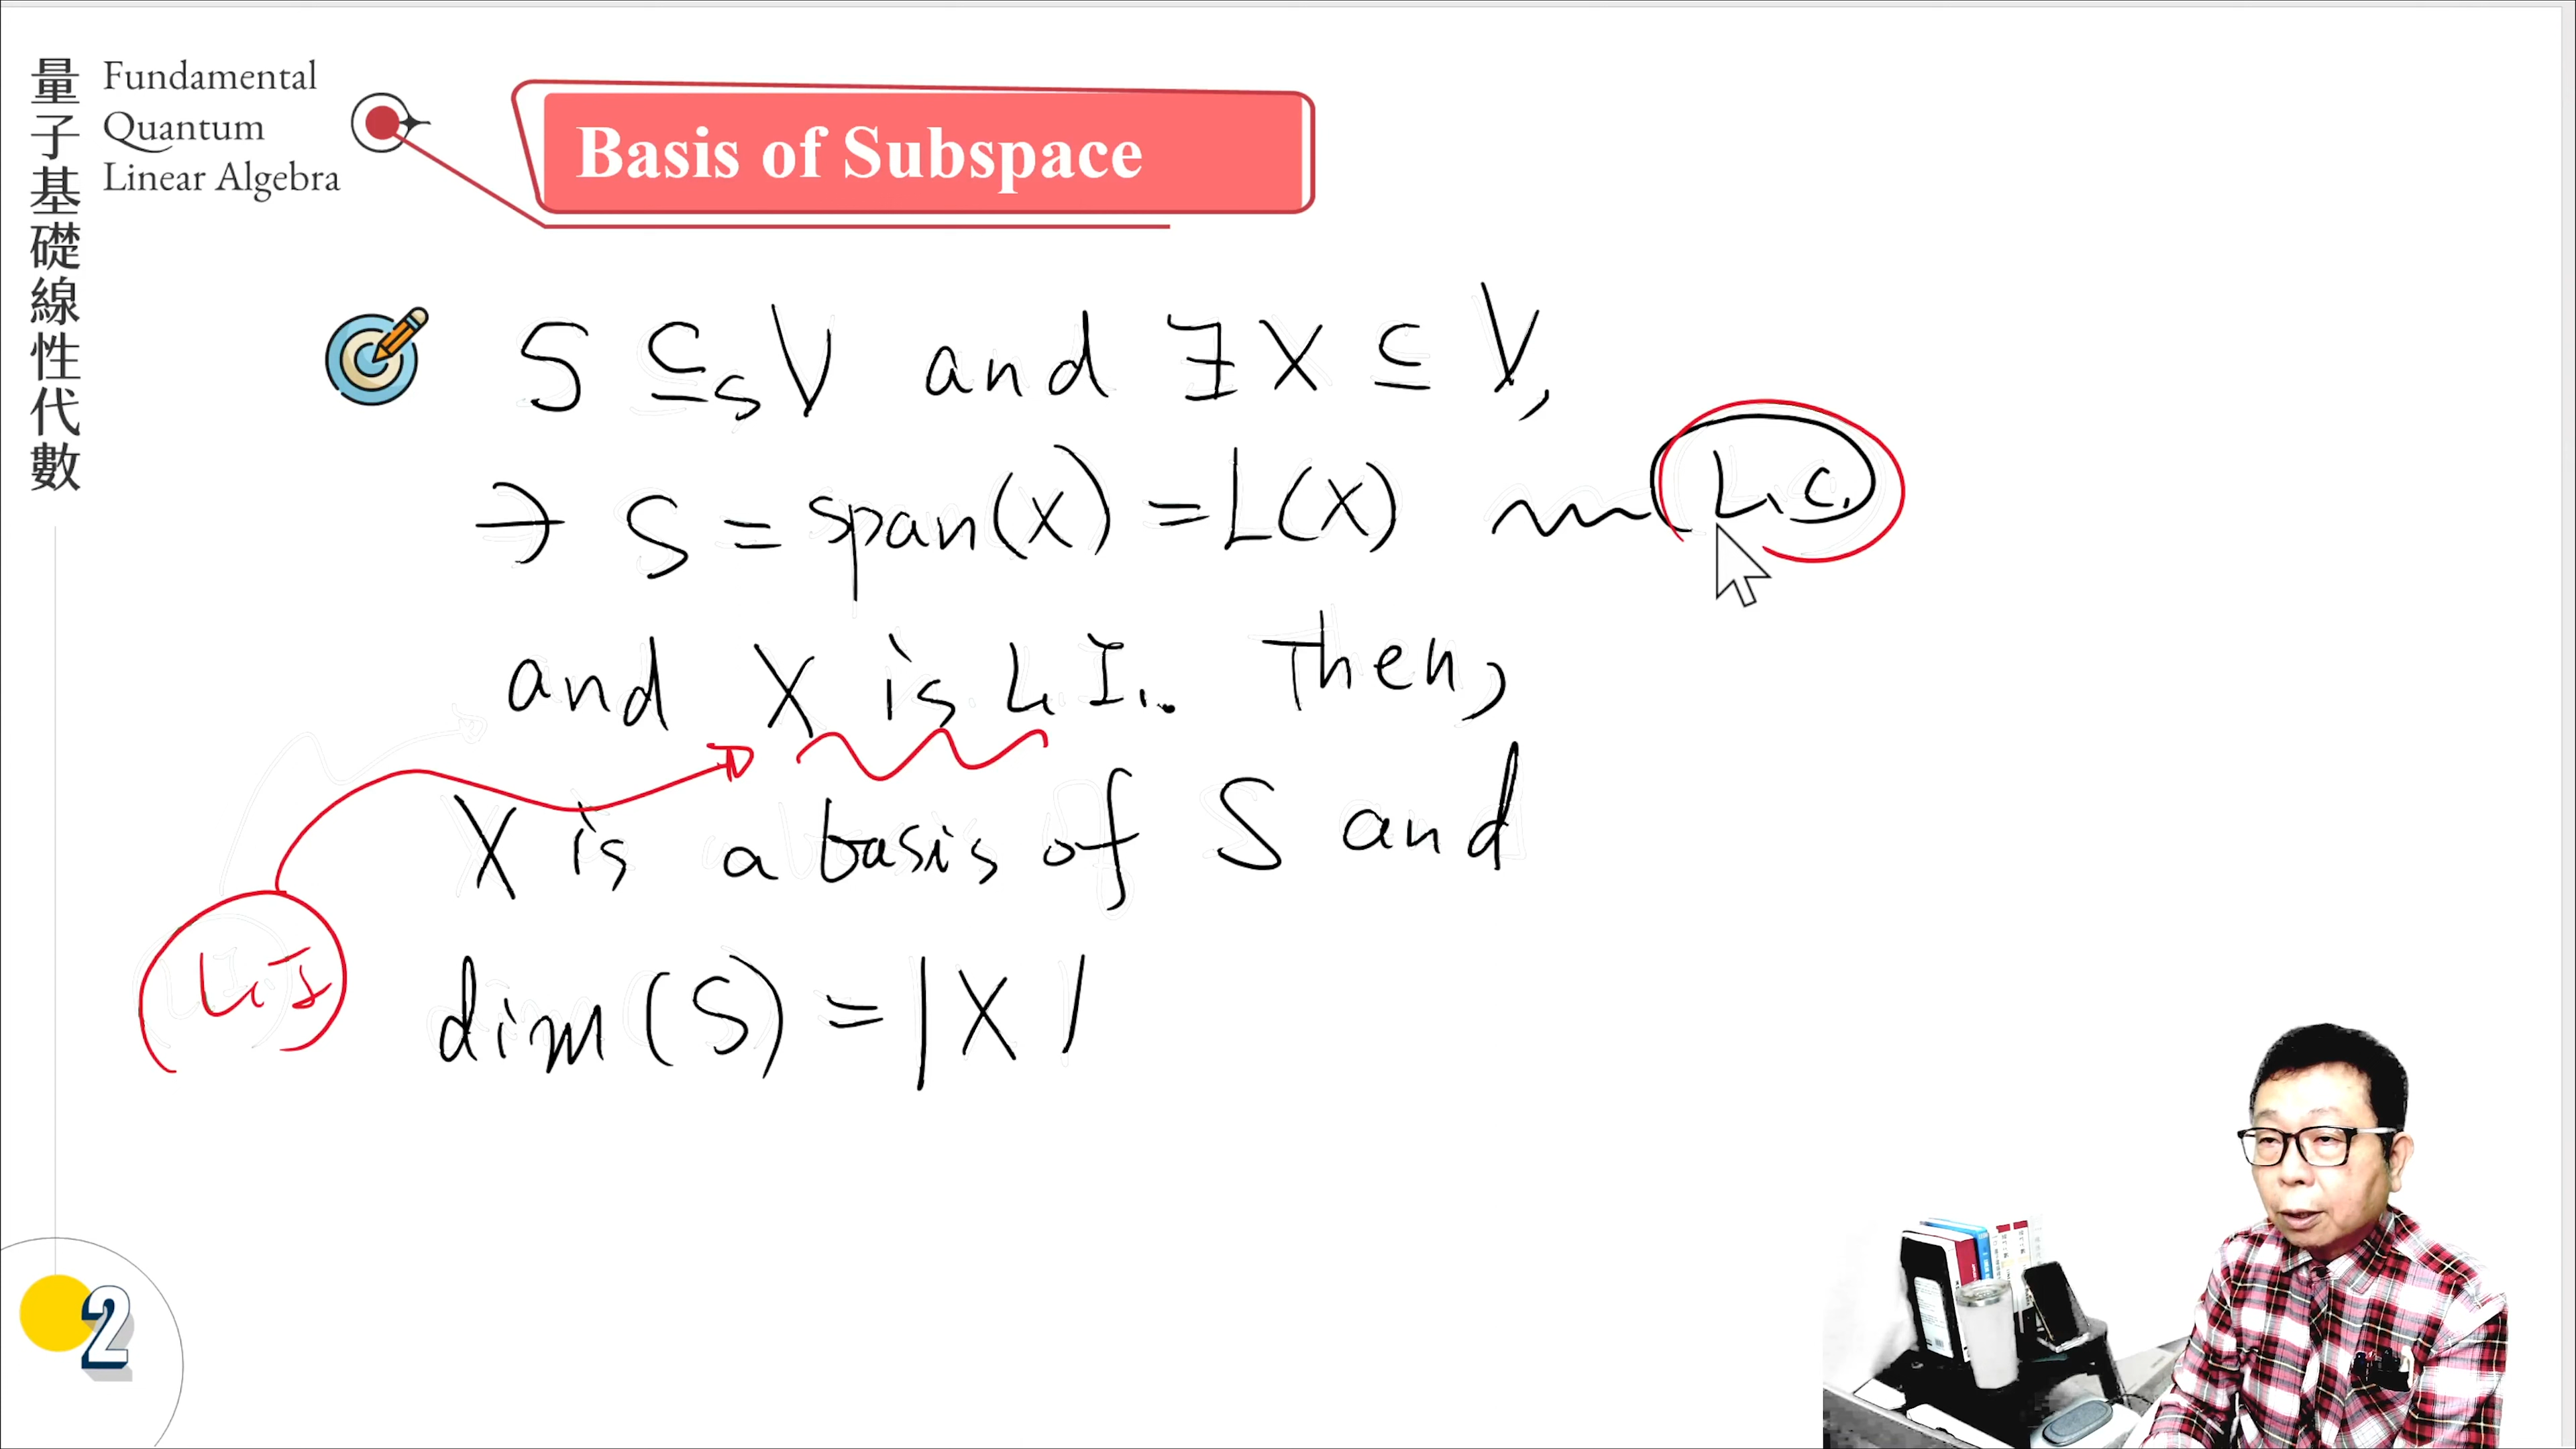 量子基礎線性代數
Fundamental
Quantum
Linear Algebra
Basis of Subspace
S ⊆s V and ∃ X ⊆ V,
∋ S = span(X) = L(X) L.C.
and X is L.I. Then,
X is a basis of S and
L.I
dim(S) = |X|
2